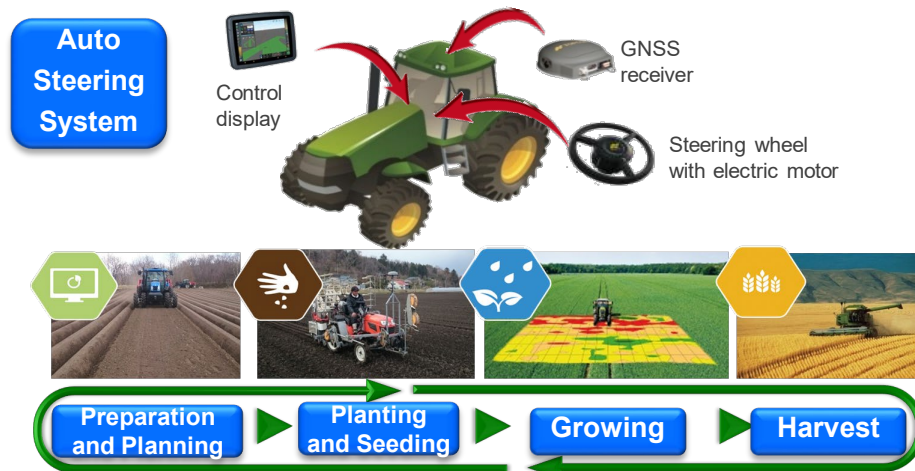 Auto
Steering
System
Control
display
GNSS
receiver
Steering wheel
with electric motor
Preparation
and Planning
Planting
and Seeding
Growing
Harvest